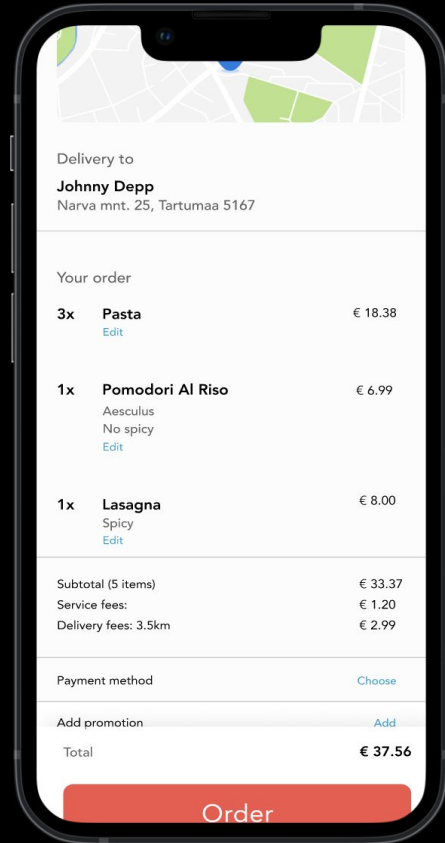 Delivery to
Johnny Depp
Narva mnt. 25, Tartumaa 5167
Your order
3x Pasta € 18.38
Edit
1x Pomodori Al Riso € 6.99
Aesculus
No spicy
Edit
1x Lasagna € 8.00
Spicy
Edit
Subtotal (5 items) € 33.37
Service fees: € 1.20
Delivery fees: 3.5km € 2.99
Payment method Choose
Add promotion Add
Total € 37.56
Order